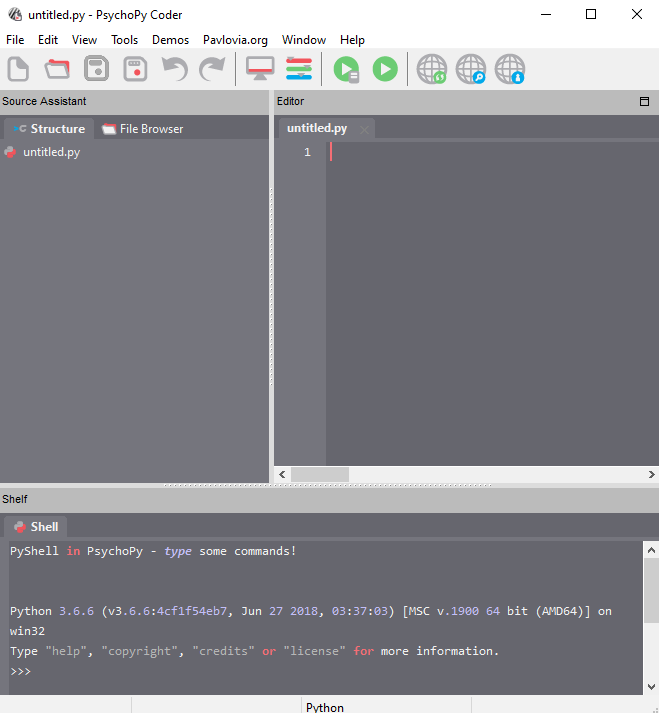 untitled.py - PsychoPy Coder
File Edit View Tools Demos Pavlovia.org Window Help
Source Assistant
Editor
Structure
File Browser
untitled.py
untitled.py
1
Shelf
Shell
PyShell in PsychoPy - type some commands!
Python 3.6.6 (v3.6.6:4cf1f54eb7, Jun 27 2018, 03:37:03) [MSC v.1900 64 bit (AMD64)] on
win32
Type "help", "copyright", "credits" or "license" for more information.
>>>
Python